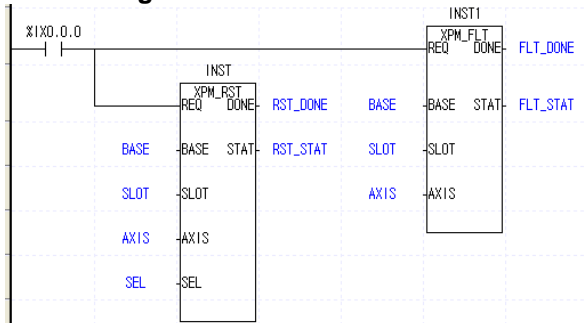 INST1
%IX0.0.0
XPM_FLT
REQ DONE FLT_DONE
INST
XPM_RST
REQ DONE RST_DONE BASE BASE STAT FLT_STAT
BASE BASE STAT RST_STAT SLOT SLOT
SLOT SLOT AXIS AXIS
AXIS AXIS
SEL SEL